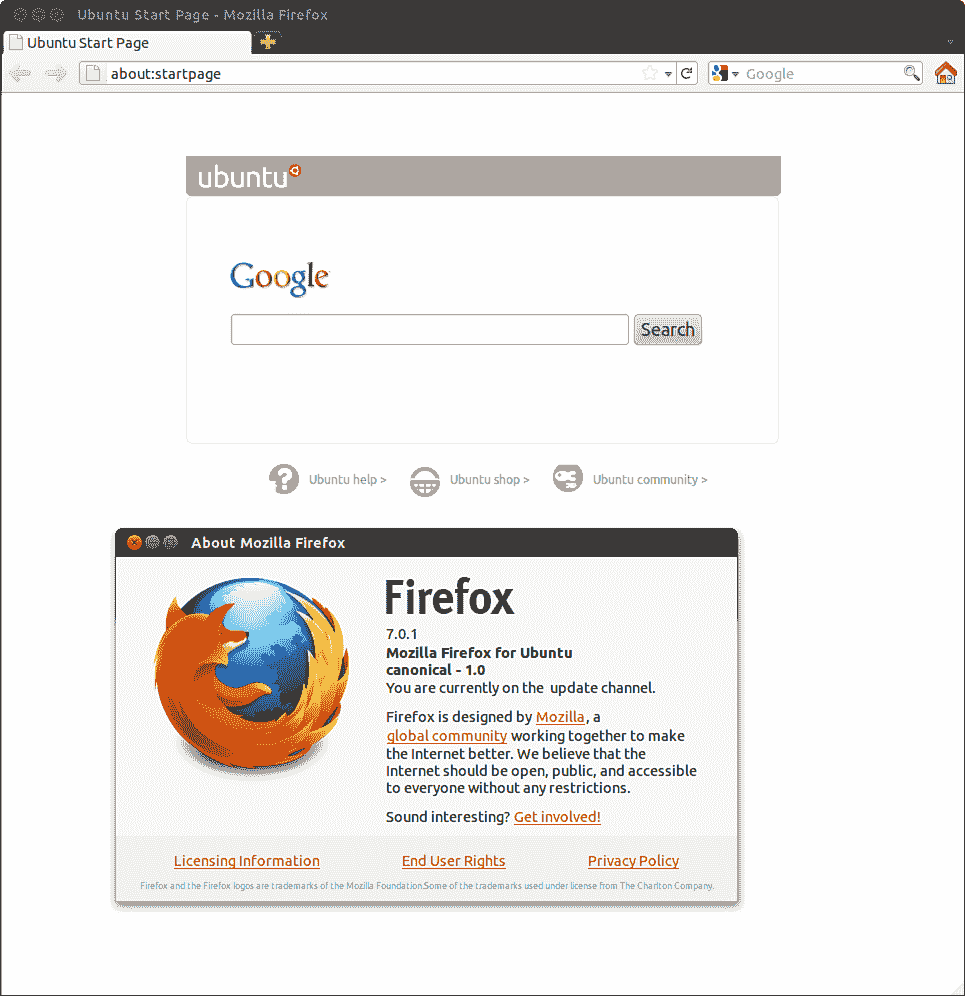 Ubuntu Start Page - Mozilla Firefox
Ubuntu Start Page
about:startpage
Google
ubuntu
Google
Search
Ubuntu help >
Ubuntu shop >
Ubuntu community >
About Mozilla Firefox
Firefox
7.0.1
Mozilla Firefox for Ubuntu
canonical - 1.0
You are currently on the update channel.
Firefox is designed by Mozilla, a
global community working together to make
the Internet better. We believe that the
Internet should be open, public, and accessible
to everyone without any restrictions.
Sound interesting? Get involved!
Licensing Information
End User Rights
Privacy Policy
Firefox and the Firefox logos are trademarks of the Mozilla Foundation.Some of the trademarks used under license from The Charlton Company.